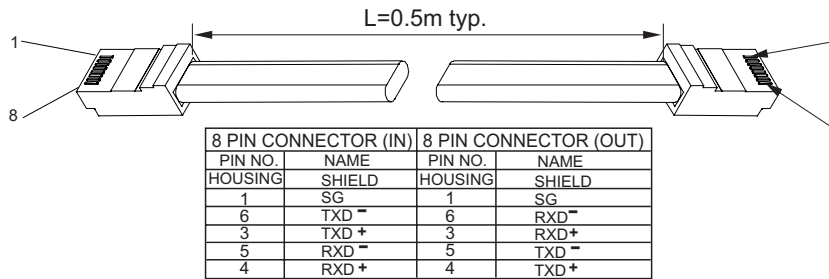 L=0.5m typ.
1
8
8 PIN CONNECTOR (IN) 8 PIN CONNECTOR (OUT)
PIN NO. NAME PIN NO. NAME
HOUSING SHIELD HOUSING SHIELD
1 SG 1 SG
6 TXD - 6 RXD-
3 TXD + 3 RXD+
5 RXD - 5 TXD -
4 RXD + 4 TXD+